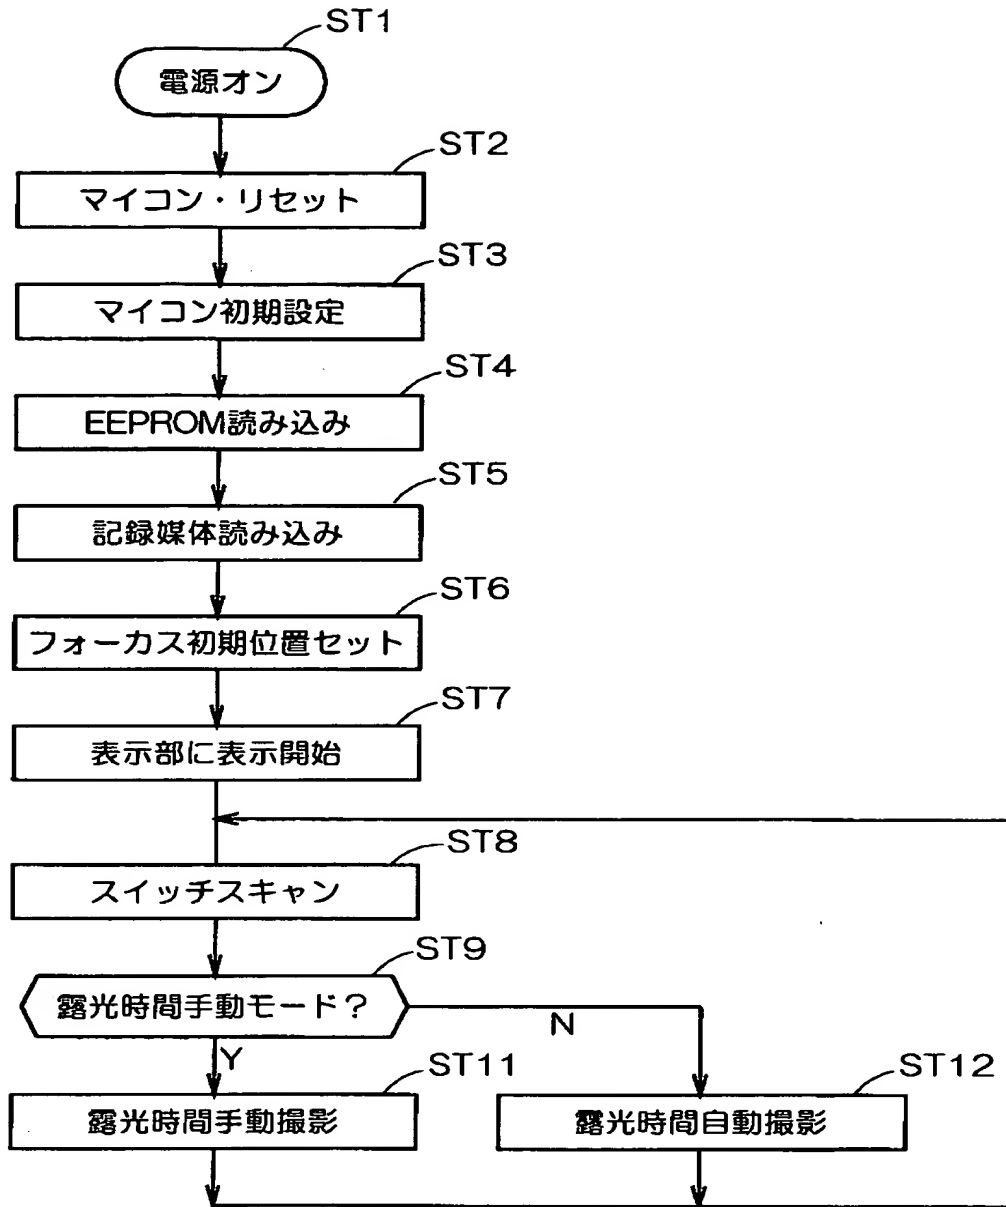 ST1
電源オン
ST2
マイコン・リセット
ST3
マイコン初期設定
ST4
EEPROM読み込み
ST5
記録媒体読み込み
ST6
フォーカス初期位置セット
ST7
表示部に表示開始
ST8
スイッチスキャン
ST9
露光時間手動モード?
N
Y
ST11
露光時間手動撮影
ST12
露光時間自動撮影